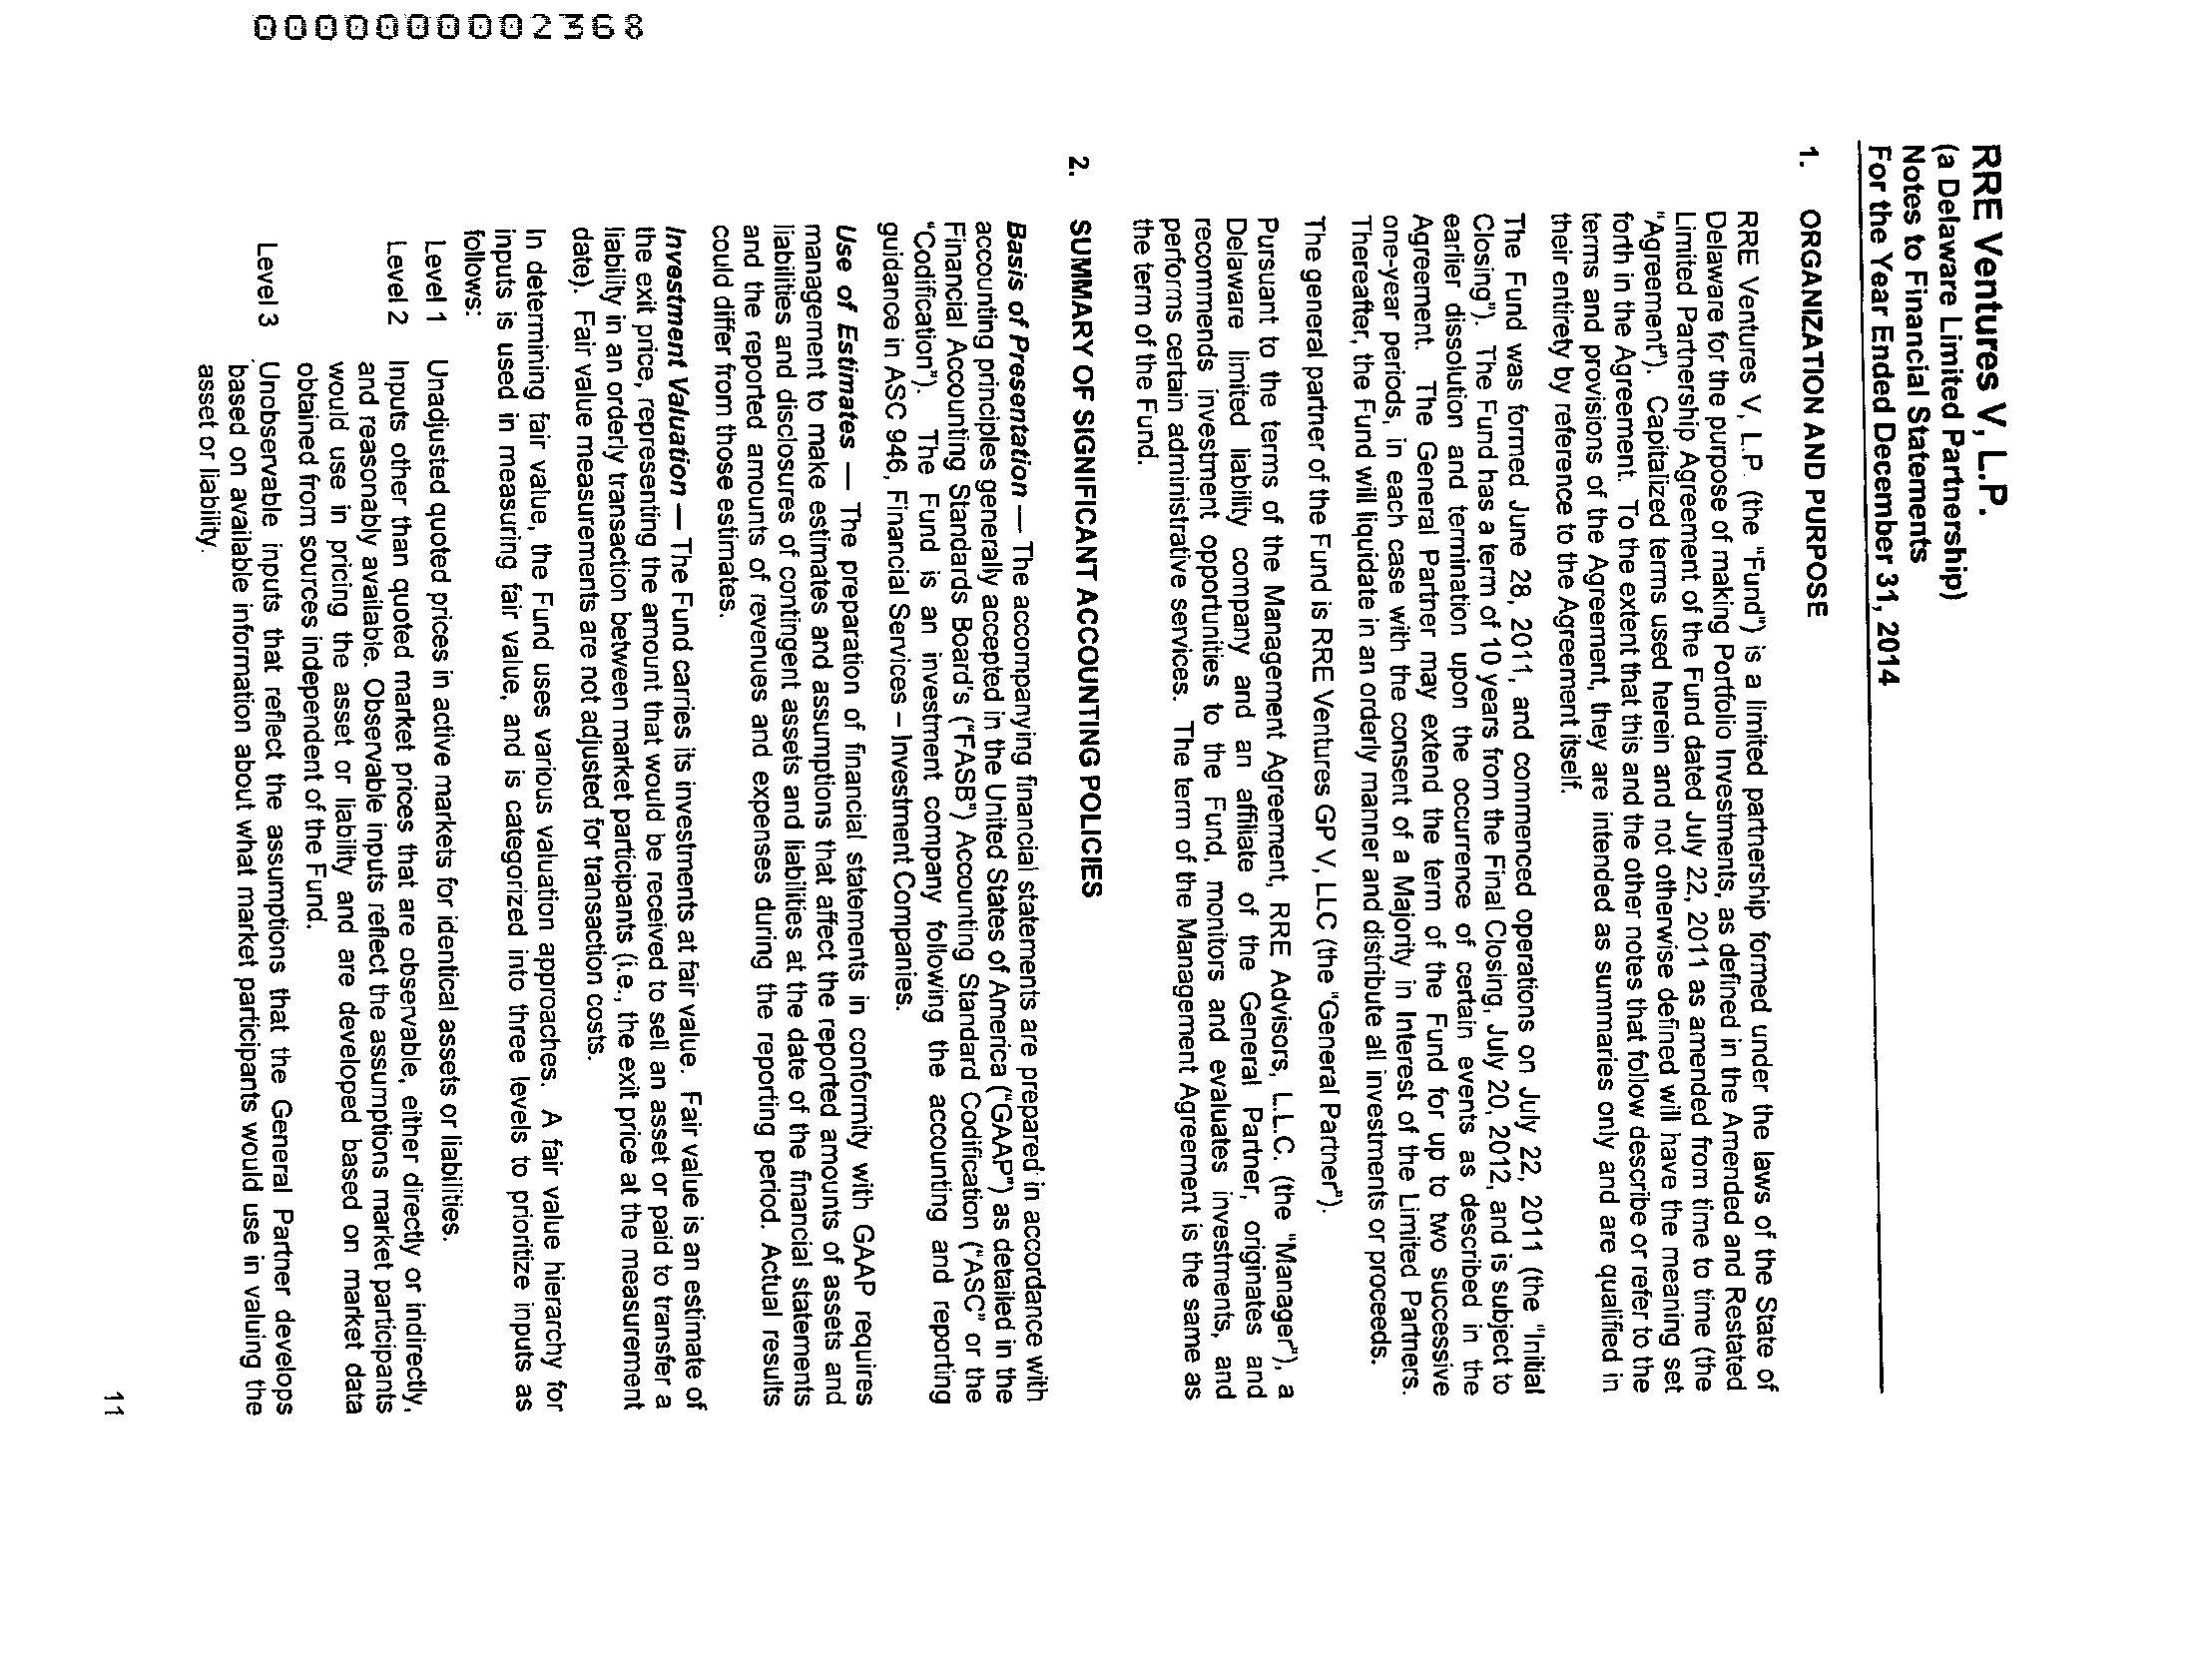 000000002368
RRE Ventures V, L.P.
(a Delaware Limited Partnership)
Notes to Financial Statements
For the Year Ended December 31, 2014
1. ORGANIZATION AND PURPOSE
RRE Ventures V, L.P. (the "Fund") is a limited partnership formed under the laws of the State of
Delaware for the purpose of making Portfolio Investments, as defined in the Amended and Restated
Limited Partnership Agreement of the Fund dated July 22, 2011 as amended from time to time (the
"Agreement"). Capitalized terms used herein and not otherwise defined will have the meaning set
forth in the Agreement. To the extent that this and the other notes that follow describe or refer to the
terms and provisions of the Agreement, they are intended as summaries only and are qualified in
their entirety by reference to the Agreement itself.
The Fund was formed June 28, 2011, and commenced operations on July 22, 2011 (the "Initial
Closing"). The Fund has a term of 10 years from the Final Closing, July 20, 2012, and is subject to
earlier dissolution and termination upon the occurrence of certain events as described in the
Agreement. The General Partner may extend the term of the Fund for up to two successive
one-year periods, in each case with the consent of a Majority in Interest of the Limited Partners.
Thereafter, the Fund will liquidate in an orderly manner and distribute all investments or proceeds.
The general partner of the Fund is RRE Ventures GP V, LLC (the "General Partner").
Pursuant to the terms of the Management Agreement, RRE Advisors, L.L.C. (the "Manager"), a
Delaware limited liability company and an affiliate of the General Partner, originates and
recommends investment opportunities to the Fund, monitors and evaluates investments, and
performs certain administrative services. The term of the Management Agreement is the same as
the term of the Fund.
2. SUMMARY OF SIGNIFICANT ACCOUNTING POLICIES
Basis of Presentation — The accompanying financial statements are prepared in accordance with
accounting principles generally accepted in the United States of America ("GAAP") as detailed in the
Financial Accounting Standards Board's ("FASB") Accounting Standard Codification ("ASC" or the
"Codification"). The Fund is an investment company following the accounting and reporting
guidance in ASC 946, Financial Services – Investment Companies.
Use of Estimates — The preparation of financial statements in conformity with GAAP requires
management to make estimates and assumptions that affect the reported amounts of assets and
liabilities and disclosures of contingent assets and liabilities at the date of the financial statements
and the reported amounts of revenues and expenses during the reporting period. Actual results
could differ from those estimates.
Investment Valuation — The Fund carries its investments at fair value. Fair value is an estimate of
the exit price, representing the amount that would be received to sell an asset or paid to transfer a
liability in an orderly transaction between market participants (i.e., the exit price at the measurement
date). Fair value measurements are not adjusted for transaction costs.
In determining fair value, the Fund uses various valuation approaches. A fair value hierarchy for
inputs is used in measuring fair value, and is categorized into three levels to prioritize inputs as
follows:
Level 1 Unadjusted quoted prices in active markets for identical assets or liabilities.
Level 2 Inputs other than quoted market prices that are observable, either directly or indirectly,
and reasonably available. Observable inputs reflect the assumptions market participants
would use in pricing the asset or liability and are developed based on market data
obtained from sources independent of the Fund.
Level 3 Unobservable inputs that reflect the assumptions that the General Partner develops
based on available information about what market participants would use in valuing the
asset or liability.
11